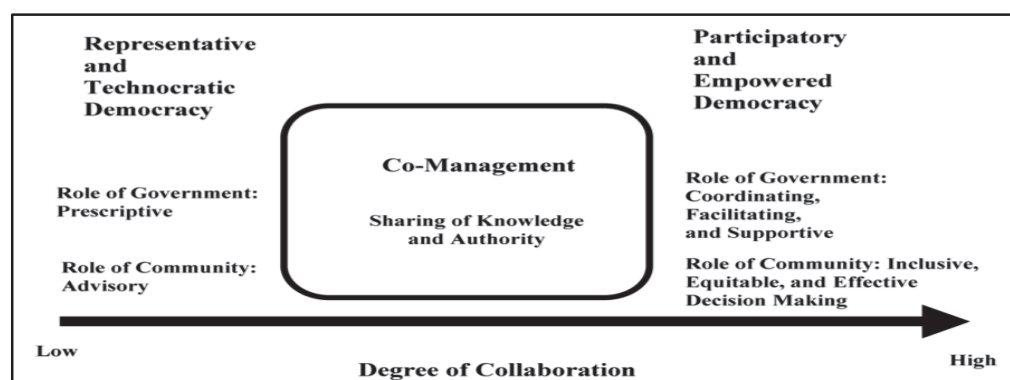 Representative
and
Technocratic
Democracy
Role of Government:
Prescriptive
Role of Community:
Advisory
Co-Management
Sharing of Knowledge
and Authority
Participatory
and
Empowered
Democracy
Role of Government:
Coordinating,
Facilitating,
and Supportive
Role of Community: Inclusive,
Equitable, and Effective
Decision Making
Low
Degree of Collaboration
High